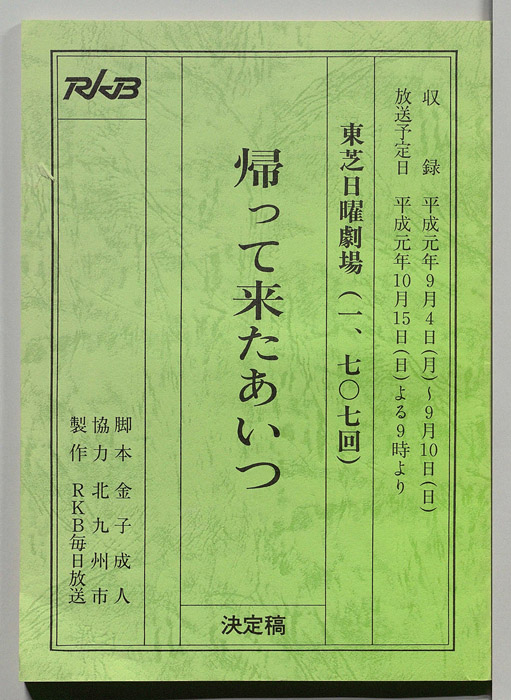 収録 平成元年9月4日(月)～9月10日(日)
放送予定日 平成元年10月15日(日)よる9時より
東芝日曜劇場(一、七〇七回)
帰って来たあいつ
決定稿
RKB
脚本 金子成人
協力 北九州市
製作 RKB毎日放送